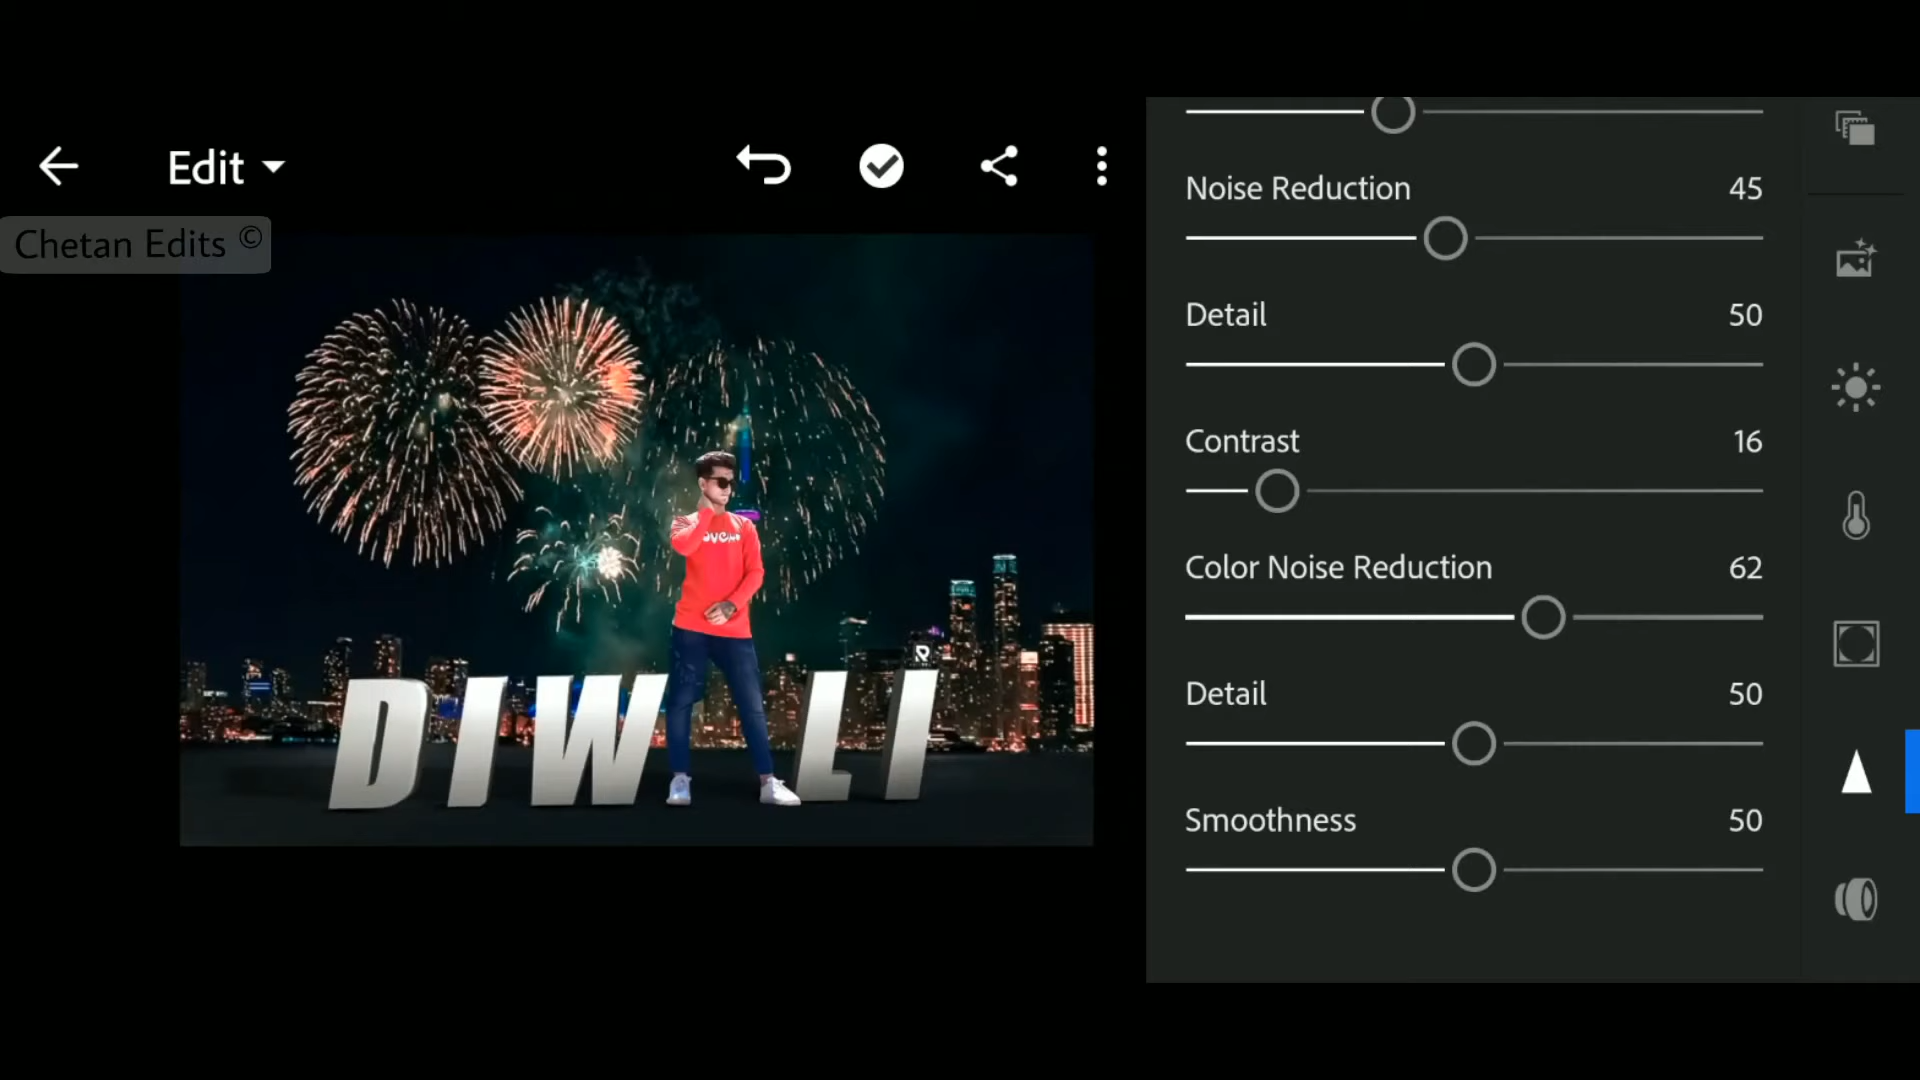 Edit
Chetan Edits ©
DIW LI
Noise Reduction 45
Detail 50
Contrast 16
Color Noise Reduction 62
Detail 50
Smoothness 50